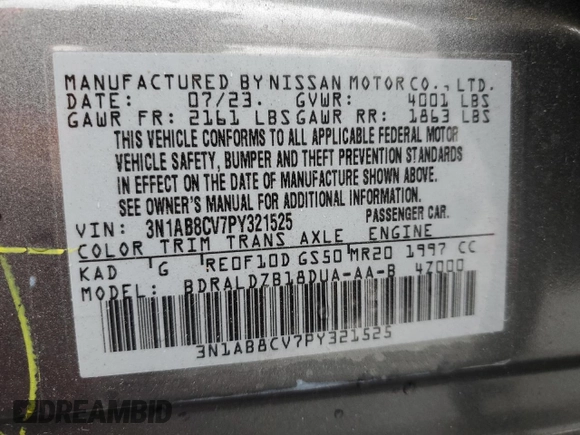 MANUFACTURED BY NISSAN MOTOR CO., LTD.
DATE: 07/23. GVWR: 4001 LBS
GAWR FR: 2161 LBS GAWR RR: 1863 LBS
THIS VEHICLE CONFORMS TO ALL APPLICABLE FEDERAL MOTOR
VEHICLE SAFETY, BUMPER AND THEFT PREVENTION STANDARDS
IN EFFECT ON THE DATE OF MANUFACTURE SHOWN ABOVE.
SEE OWNER'S MANUAL FOR ADDITIONAL INFORMATION.
VIN: 3N1AB8CV7PY321525 PASSENGER CAR.
COLOR TRIM TRANS AXLE ENGINE
KAD G RE0F10D GS50 MR20 1997 CC
MODEL: BDRALDZB18DUA-AA-B 4Z000
3N1AB8CV7PY321525
DREAMBID